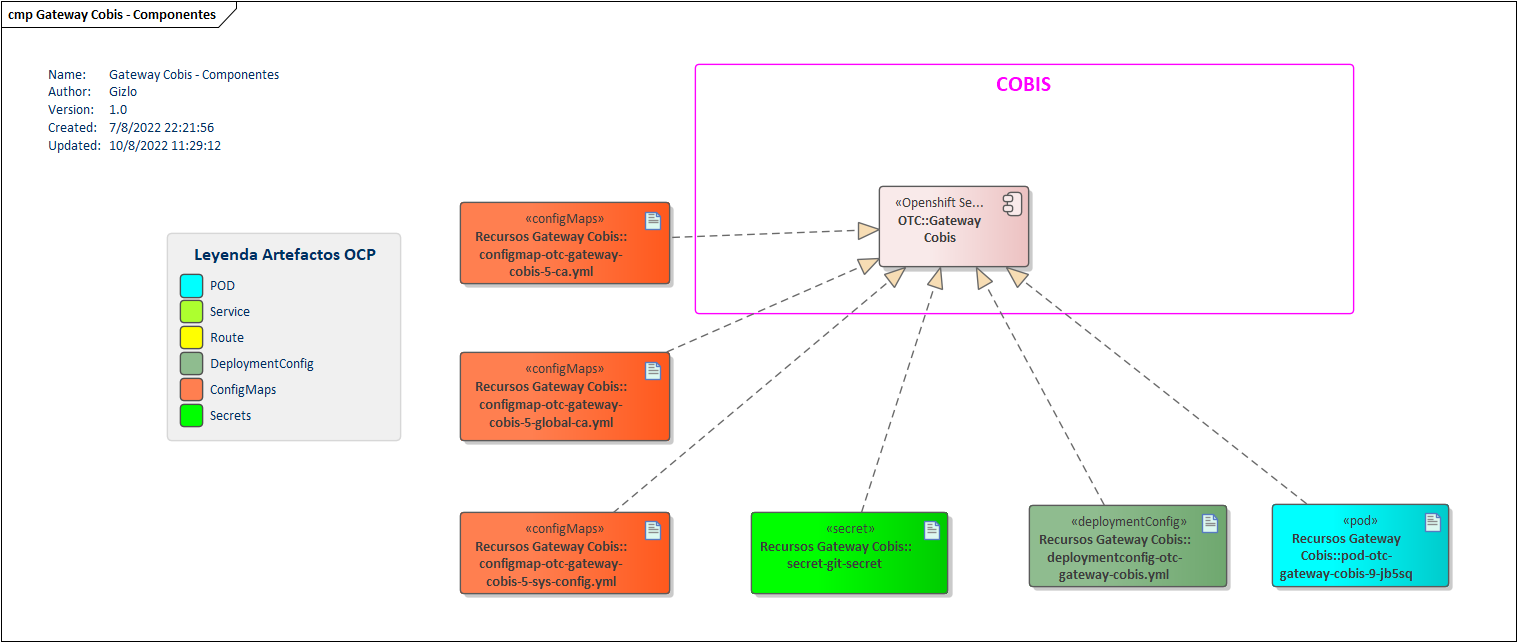 cmp Gateway Cobis - Componentes
Name: Gateway Cobis - Componentes
Author: Gizlo
Version: 1.0
Created: 7/8/2022 22:21:56
Updated: 10/8/2022 11:29:12
COBIS
«Openshift Se...
OTC::Gateway
Cobis
«configMaps»
Recursos Gateway Cobis::
configmap-otc-gateway-
cobis-5-ca.yml
Leyenda Artefactos OCP
POD
Service
Route
DeploymentConfig
ConfigMaps
Secrets
«configMaps»
Recursos Gateway Cobis::
configmap-otc-gateway-
cobis-5-global-ca.yml
«configMaps»
Recursos Gateway Cobis::
configmap-otc-gateway-
cobis-5-sys-config.yml
«secret»
Recursos Gateway Cobis::
secret-git-secret
«deploymentConfig»
Recursos Gateway Cobis::
deploymentconfig-otc-
gateway-cobis.yml
«pod»
Recursos Gateway
Cobis::pod-otc-
gateway-cobis-9-jb5sq